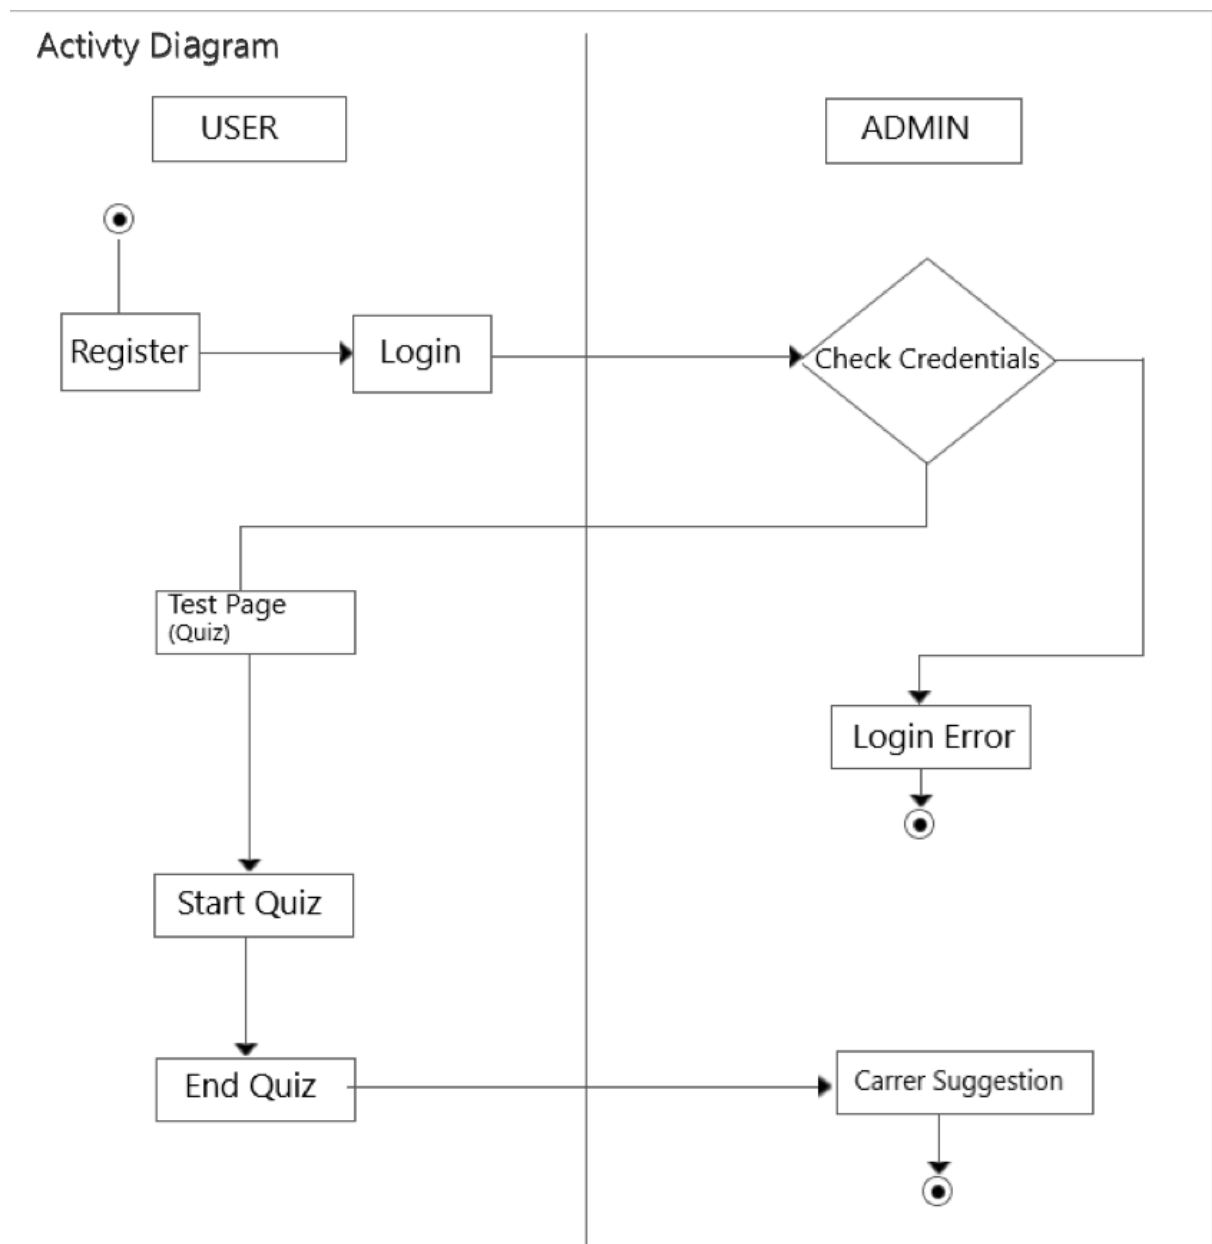 Activty Diagram
USER
ADMIN
Register
Login
Check Credentials
Test Page
(Quiz)
Login Error
Start Quiz
End Quiz
Carrer Suggestion